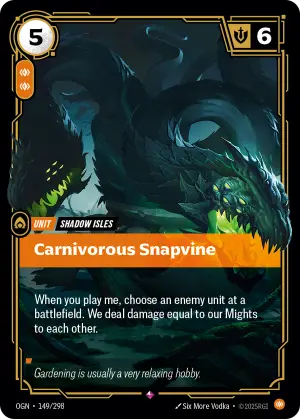 5
6
UNIT SHADOW ISLES
Carnivorous Snapvine
When you play me, choose an enemy unit at a
battlefield. We deal damage equal to our Mights
to each other.
Gardening is usually a very relaxing hobby.
OGN • 149/298 Six More Vodka • ©2025RGI